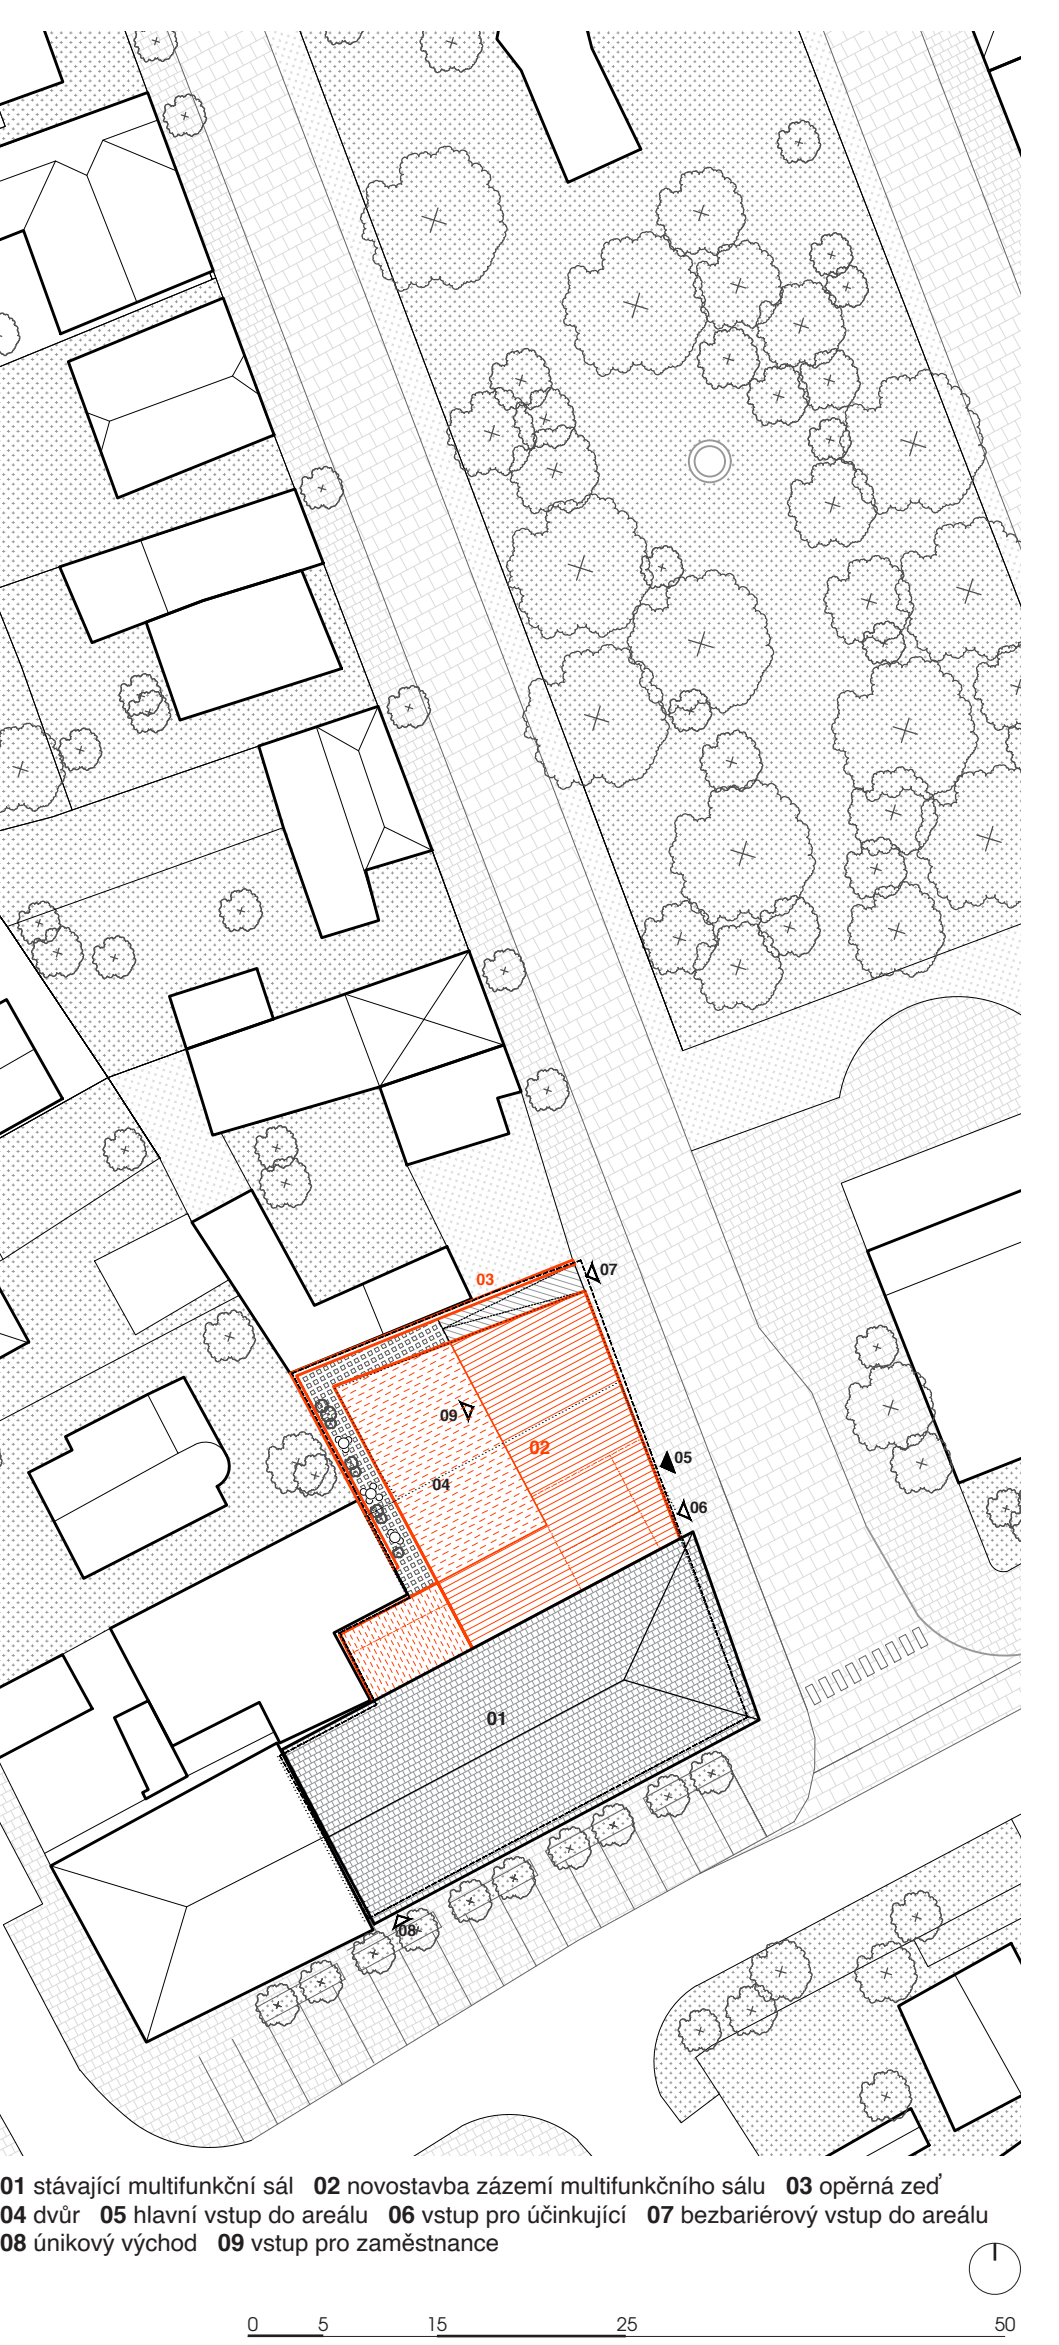 07
03
09
02
04
05
06
01
08
01 stávající multifunkční sál 02 novostavba zázemí multifunkčního sálu 03 opěrná zeď
04 dvůr 05 hlavní vstup do areálu 06 vstup pro účinkující 07 bezbariérový vstup do areálu
08 únikový východ 09 vstup pro zaměstnance
0 5 15 25 50